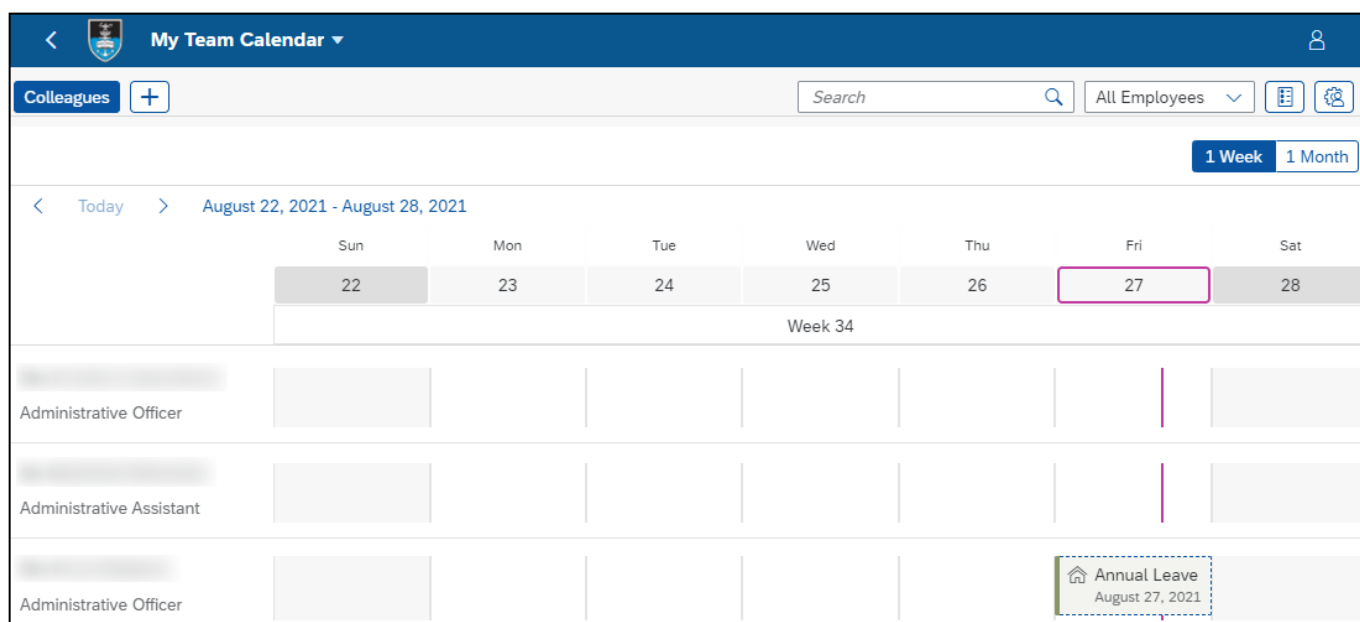 My Team Calendar
Colleagues + Search All Employees
1 Week 1 Month
Today August 22, 2021 - August 28, 2021
Sun Mon Tue Wed Thu Fri Sat
22 23 24 25 26 27 28
Week 34
Administrative Officer
Administrative Assistant
Annual Leave
August 27, 2021
Administrative Officer